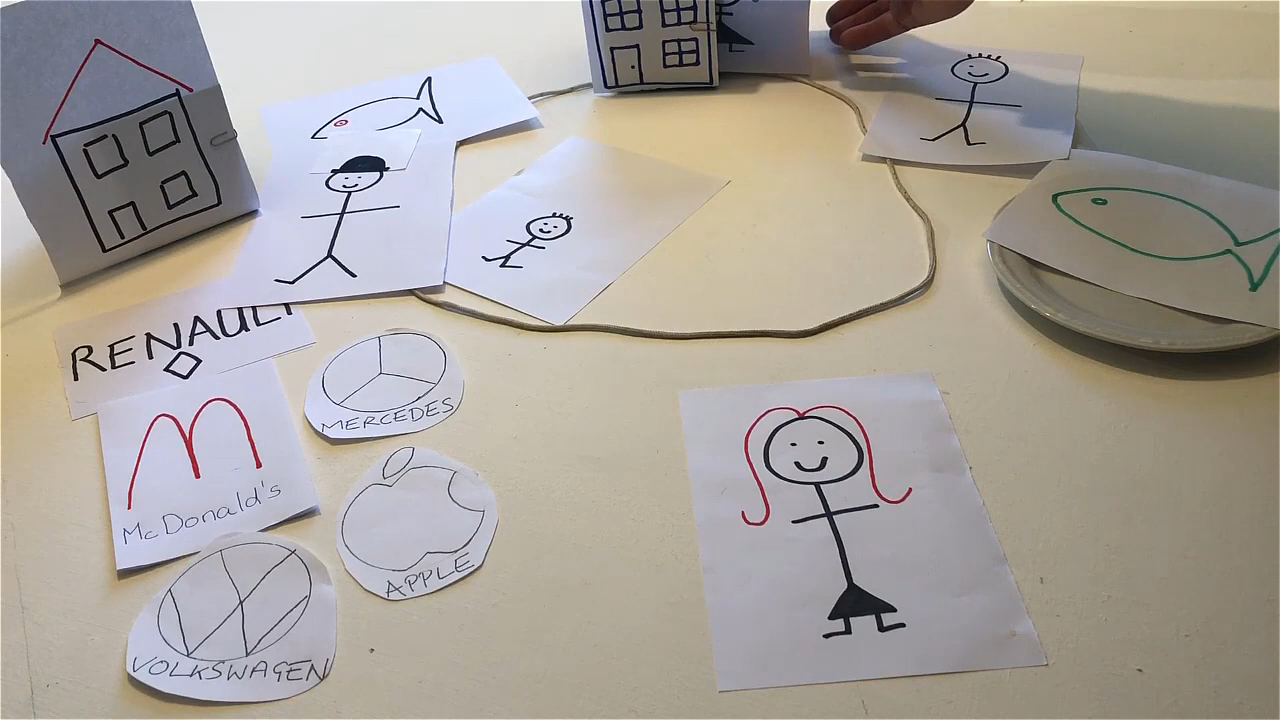 RENAULT
MERCEDES
McDonald's
APPLE
VOLKSWAGEN